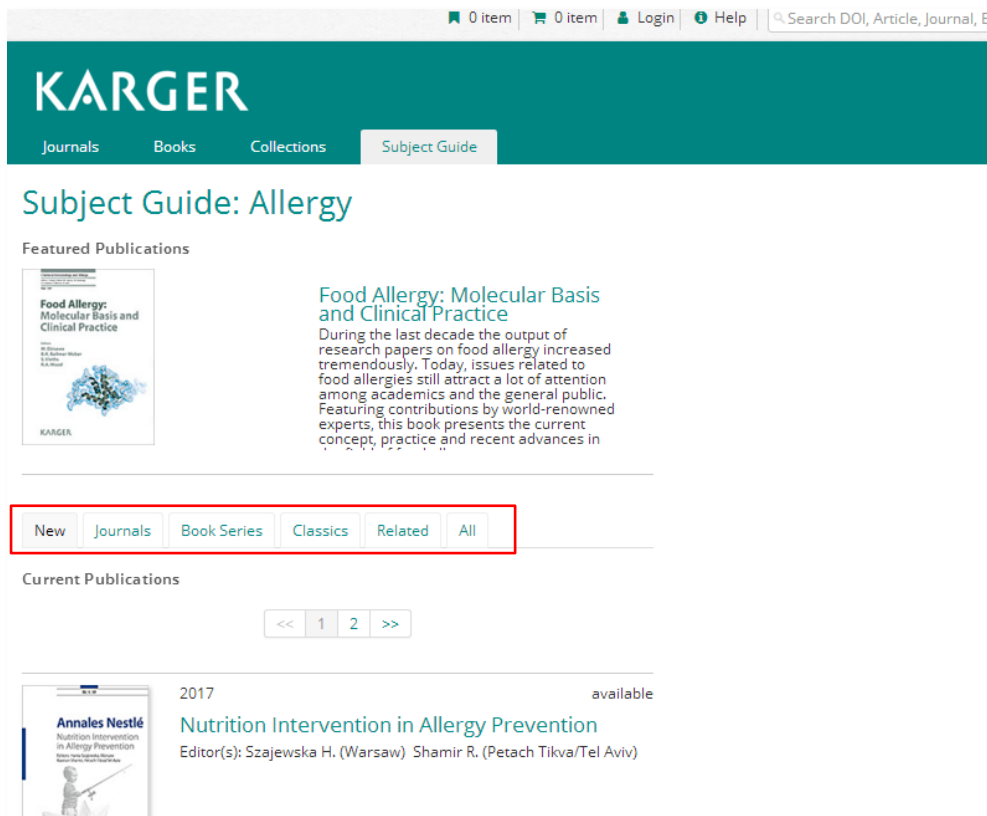 0 item 0 item Login Help Search DOI, Article, Journal, E
KARGER
Journals Books Collections Subject Guide
Subject Guide: Allergy
Featured Publications
Food Allergy:
Molecular Basis and
Clinical Practice
KARGER
Food Allergy: Molecular Basis
and Clinical Practice
During the last decade the output of
research papers on food allergy increased
tremendously. Today, issues related to
food allergies still attract a lot of attention
among academics and the general public.
Featuring contributions by world-renowned
experts, this book presents the current
concept, practice and recent advances in
New Journals Book Series Classics Related All
Current Publications
<< 1 2 >>
Annales Nestlé
Nutrition Intervention
in Allergy Prevention
2017 available
Nutrition Intervention in Allergy Prevention
Editor(s): Szajewska H. (Warsaw) Shamir R. (Petach Tikva/Tel Aviv)